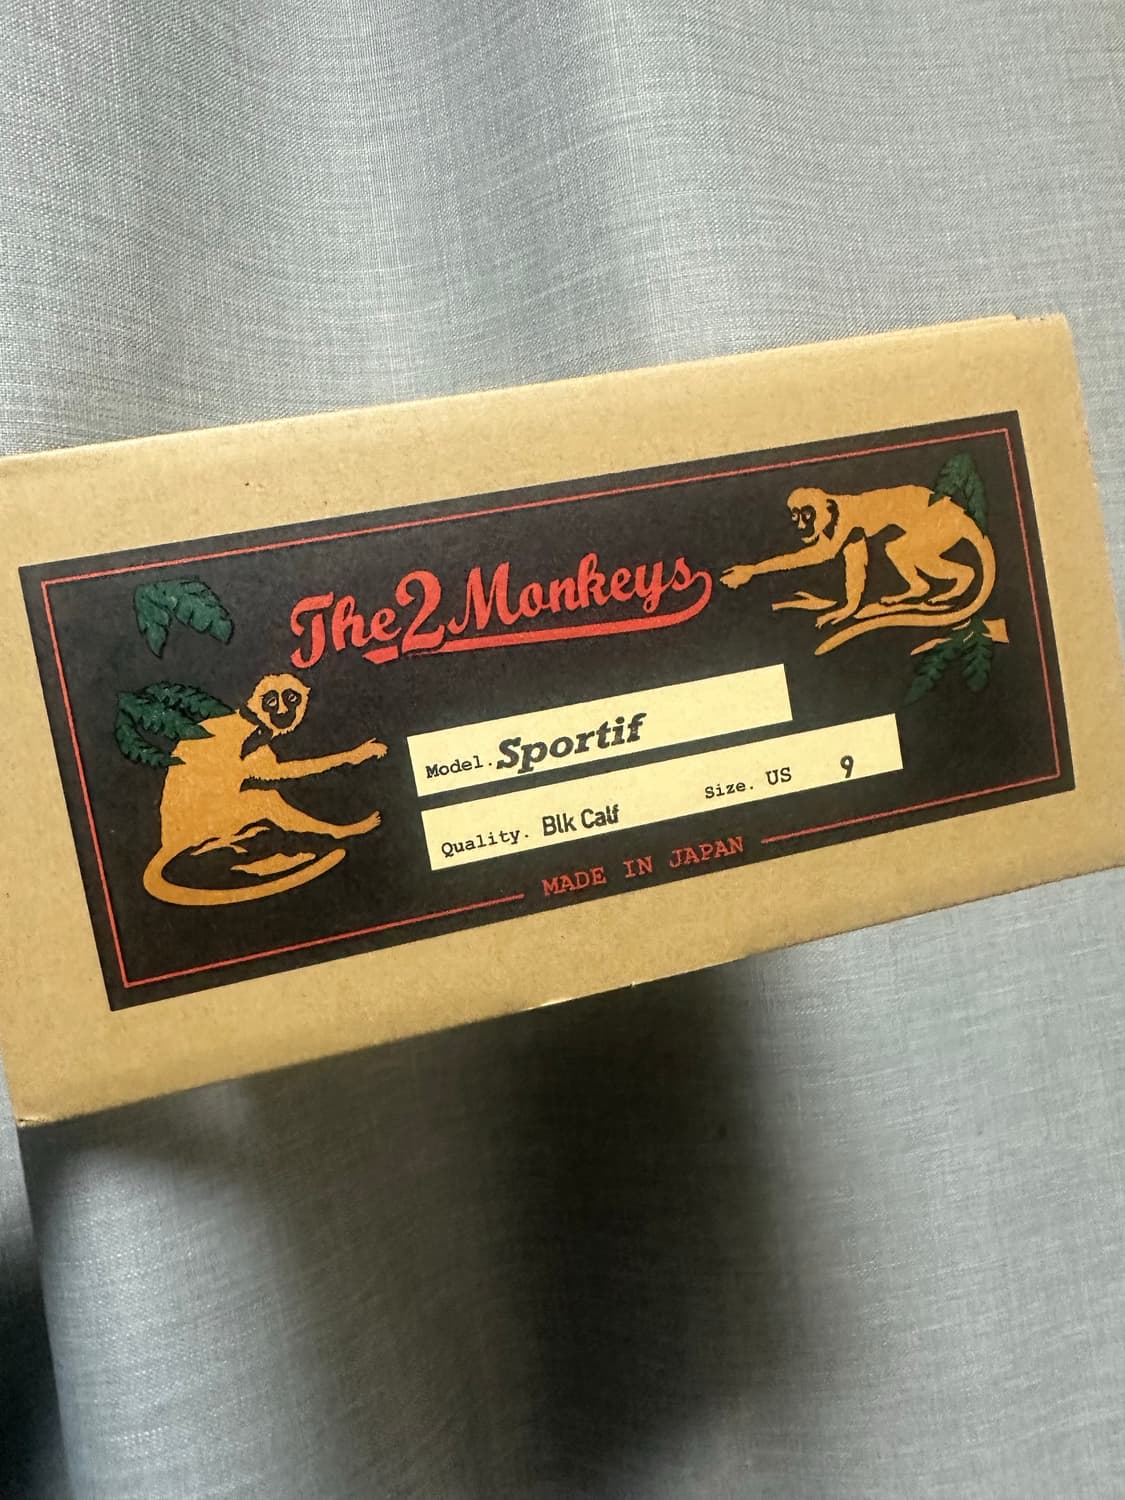 The 2 Monkeys
Model. Sportif
Quality. Blk Calf Size. US 9
MADE IN JAPAN